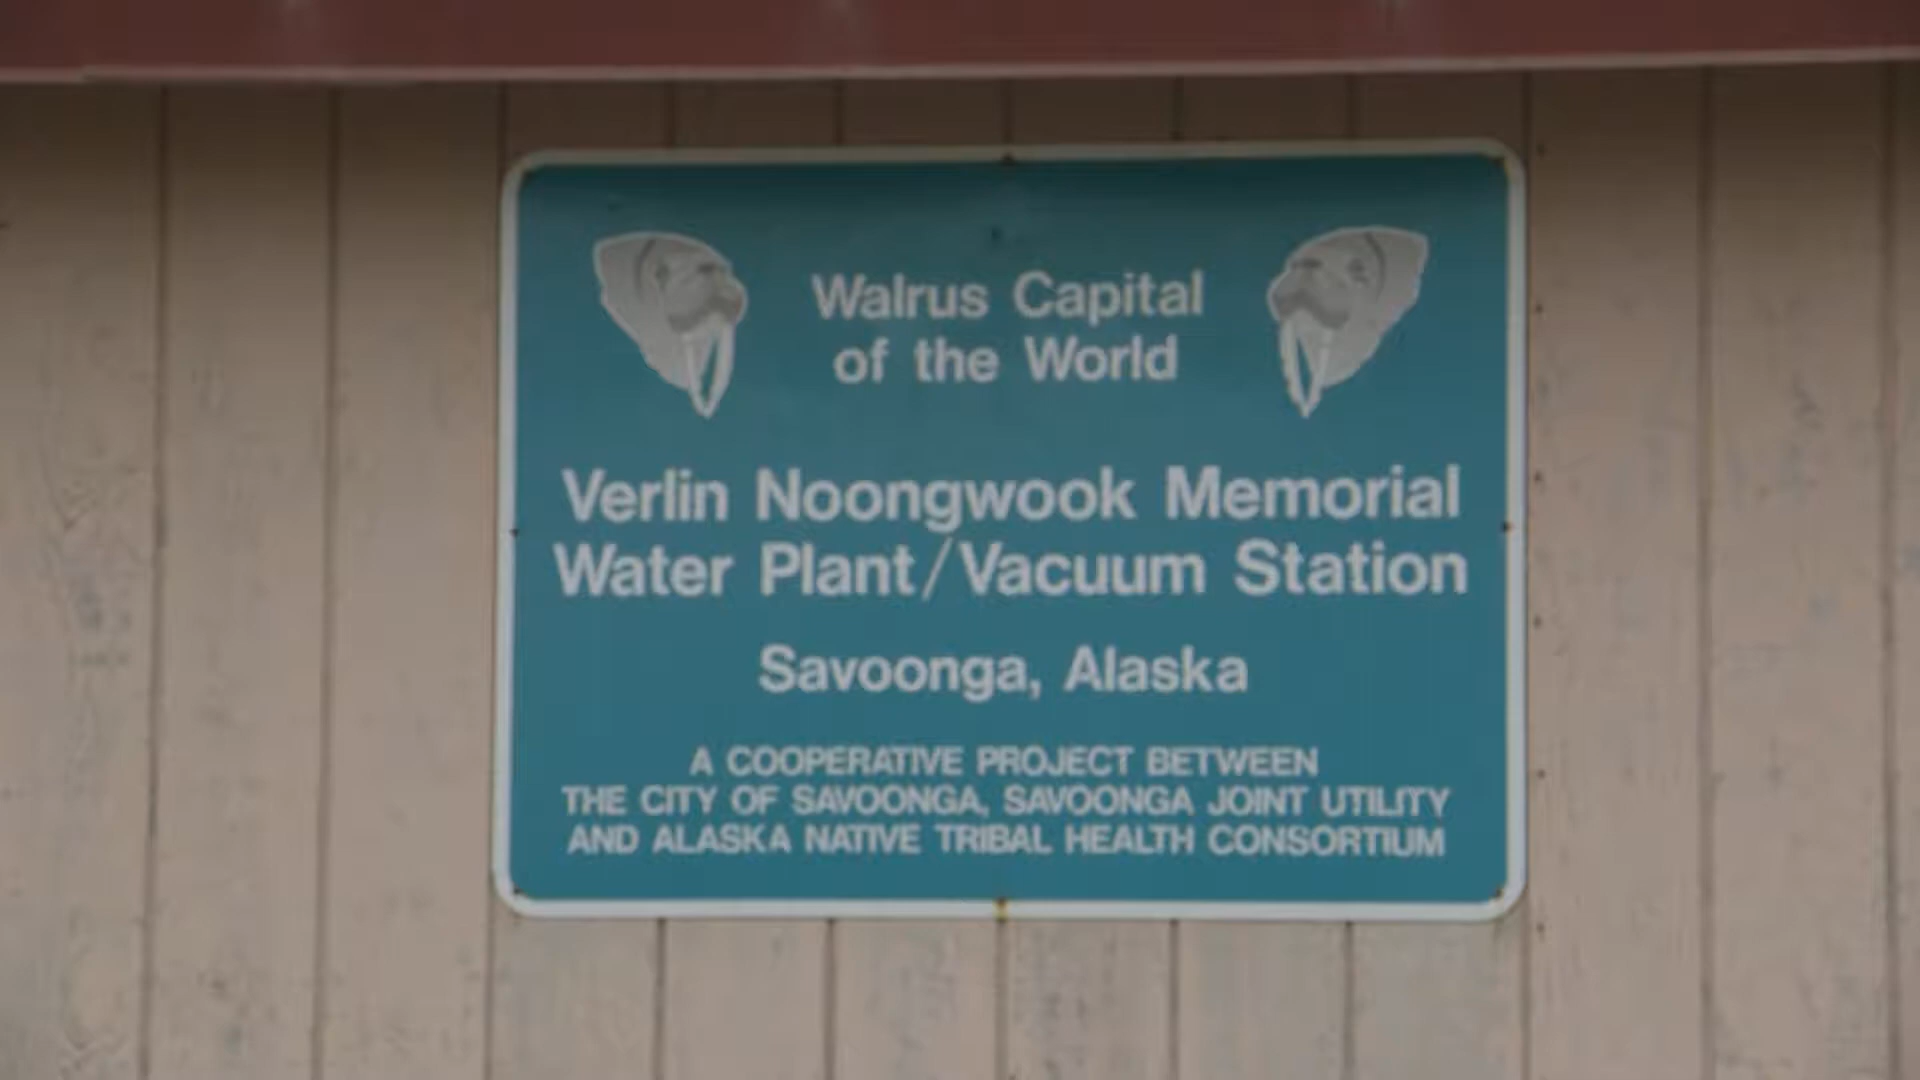 Walrus Capital
of the World
Verlin Noongwook Memorial
Water Plant/Vacuum Station
Savoonga, Alaska
A COOPERATIVE PROJECT BETWEEN
THE CITY OF SAVOONGA, SAVOONGA JOINT UTILITY
AND ALASKA NATIVE TRIBAL HEALTH CONSORTIUM